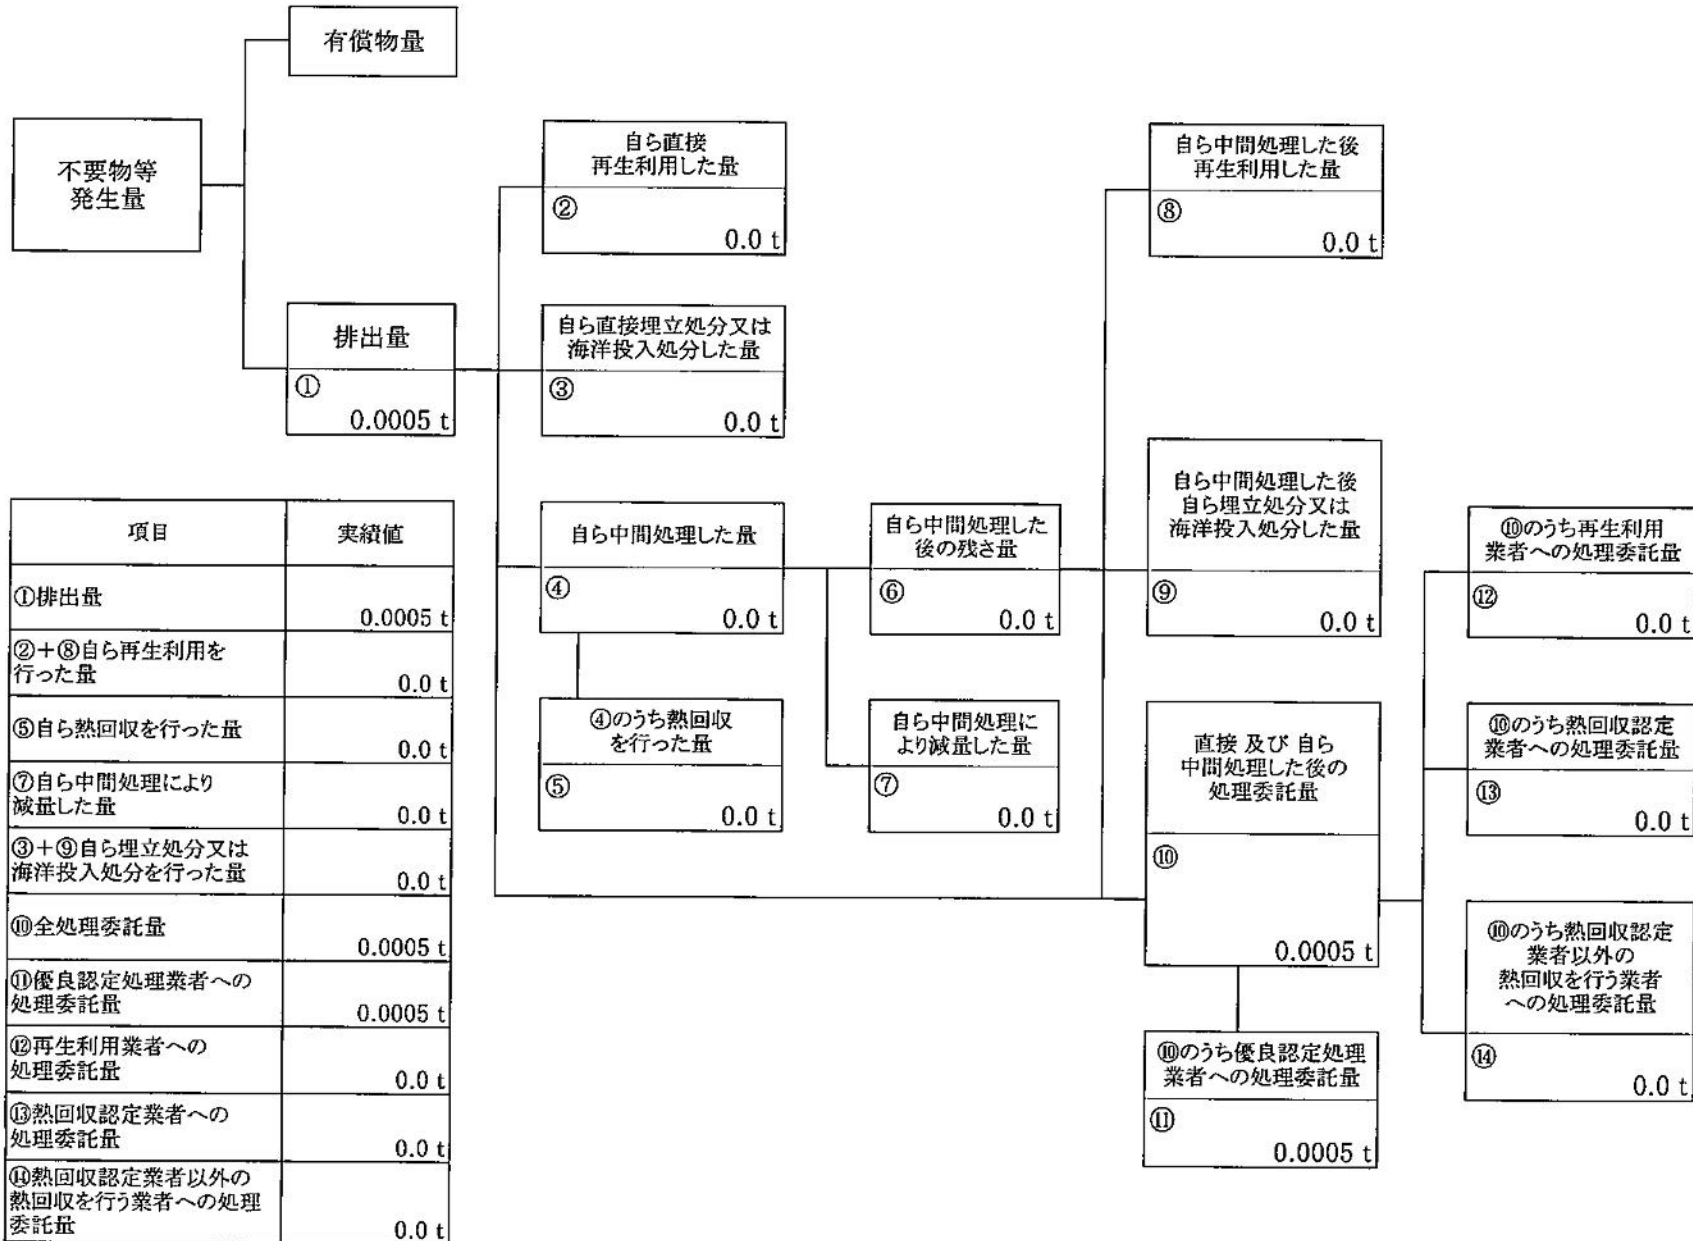 有償物量
不要物等
発生量
自ら直接
再生利用した量
②
0.0 t
自ら中間処理した後
再生利用した量
⑧
0.0 t
排出量
①
0.0005 t
自ら直接埋立処分又は
海洋投入処分した量
③
0.0 t
自ら中間処理した量
④
0.0 t
自ら中間処理した
後の残さ量
⑥
0.0 t
自ら中間処理した後
自ら埋立処分又は
海洋投入処分した量
⑨
0.0 t
⑩のうち再生利用
業者への処理委託量
⑫
0.0 t
④のうち熱回収
を行った量
⑤
0.0 t
自ら中間処理に
より減量した量
⑦
0.0 t
直接 及び 自ら
中間処理した後の
処理委託量
⑩
0.0005 t
⑩のうち熱回収認定
業者への処理委託量
⑬
0.0 t
⑩のうち熱回収認定
業者以外の
熱回収を行う業者
への処理委託量
⑭
0.0 t
⑩のうち優良認定処理
業者への処理委託量
⑪
0.0005 t
項目 実績値
①排出量
0.0005 t
②+⑧自ら再生利用を
行った量
0.0 t
⑤自ら熱回収を行った量
0.0 t
⑦自ら中間処理により
減量した量
0.0 t
③+⑨自ら埋立処分又は
海洋投入処分を行った量
0.0 t
⑩全処理委託量
0.0005 t
⑪優良認定処理業者への
処理委託量
0.0005 t
⑫再生利用業者への
処理委託量
0.0 t
⑬熱回収認定業者への
処理委託量
0.0 t
⑭熱回収認定業者以外の
熱回収を行う業者への処理
委託量
0.0 t